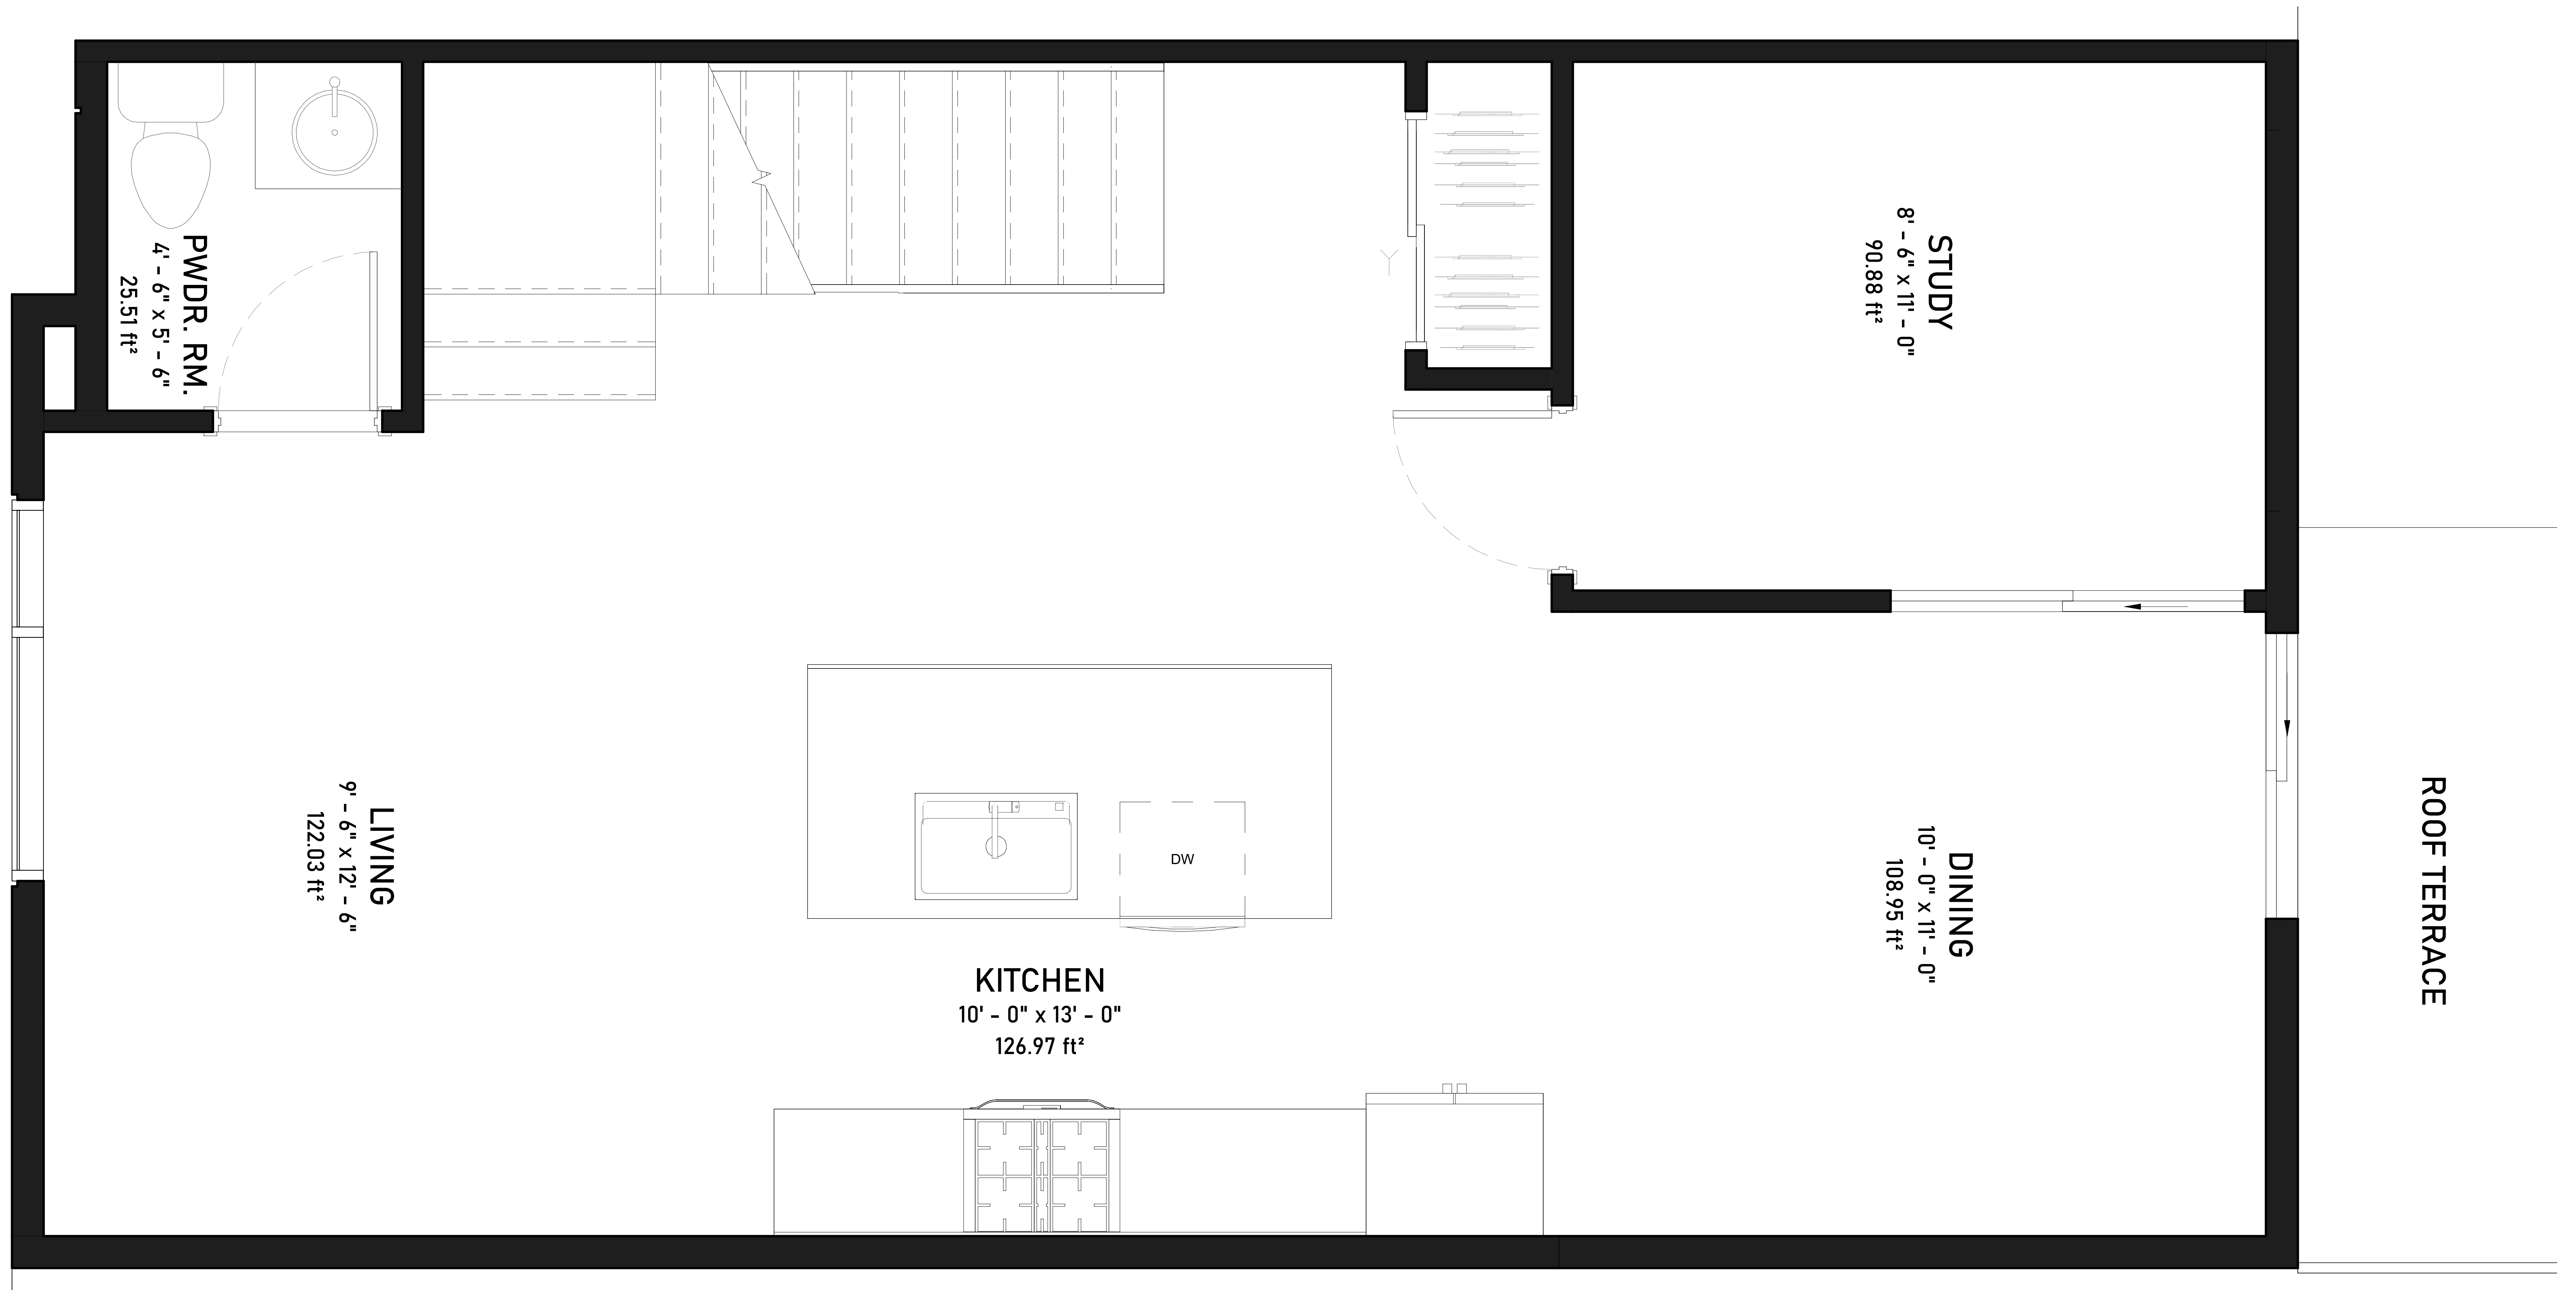 PWDR. RM.
4' - 6" x 5' - 6"
25.51 ft²
STUDY
8' - 6" x 11' - 0"
90.88 ft²
LIVING
9' - 6" x 12' - 6"
122.03 ft²
DW
KITCHEN
10' - 0" x 13' - 0"
126.97 ft²
DINING
10' - 0" x 11' - 0"
108.95 ft²
ROOF TERRACE